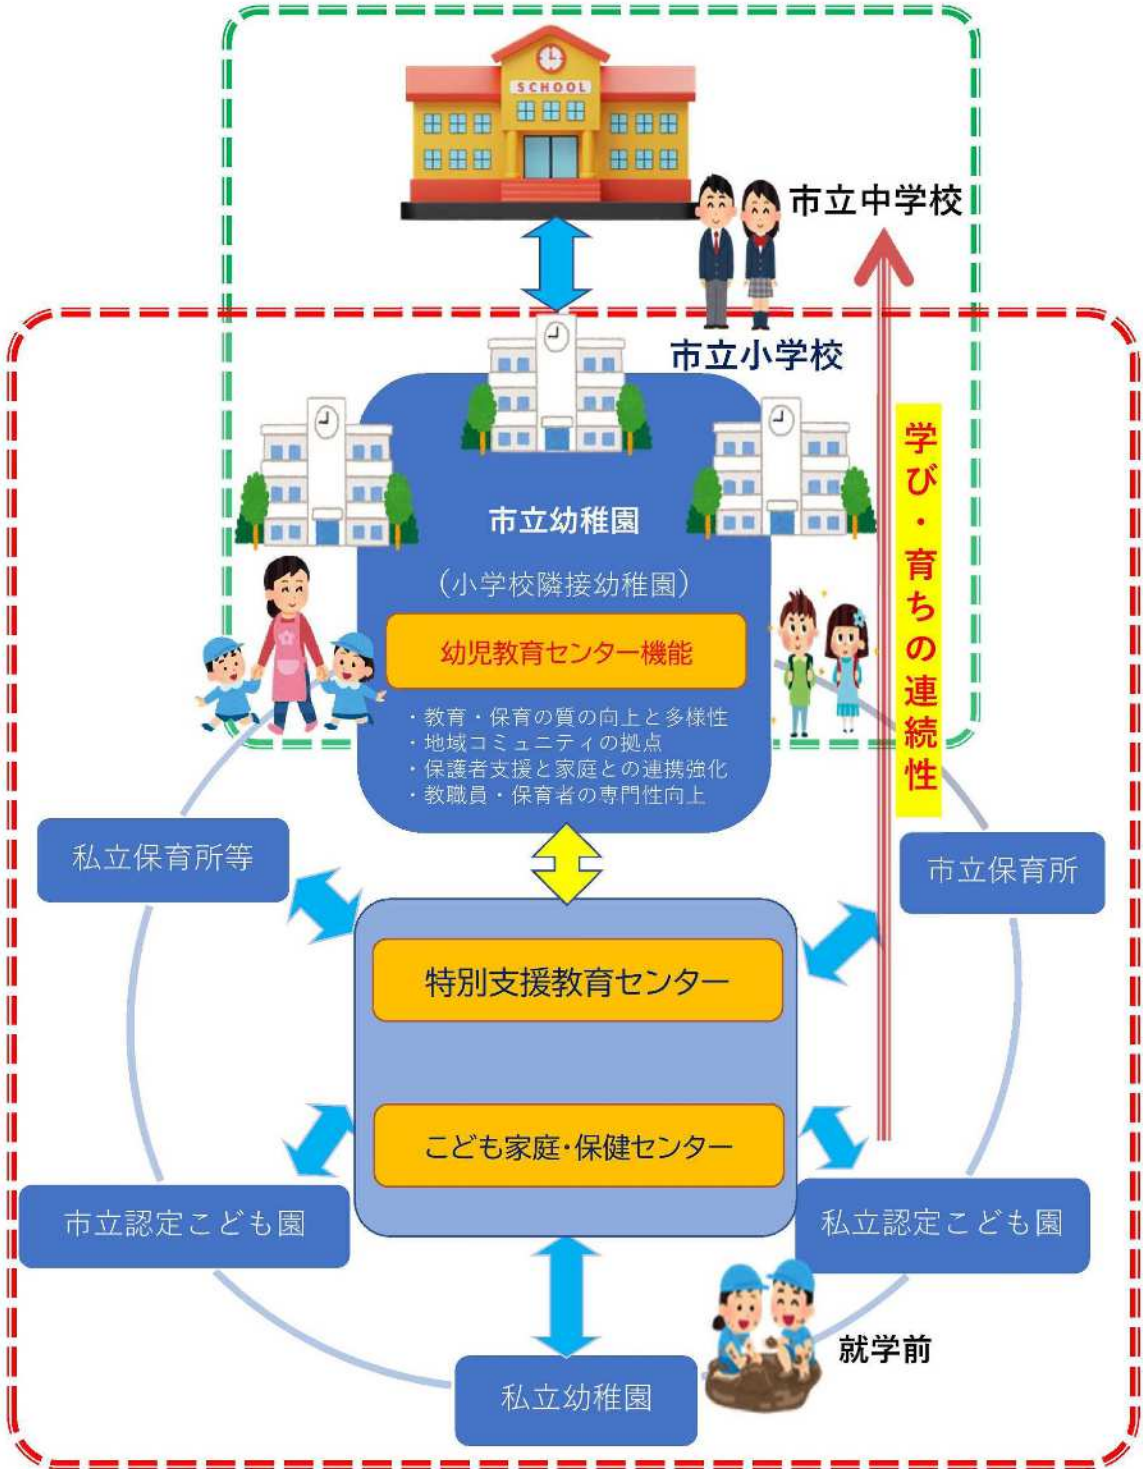 SCHOOL
市立中学校
市立小学校
学び・育ちの連続性
市立幼稚園
(小学校隣接幼稚園)
幼児教育センター機能
・教育・保育の質の向上と多様性
・地域コミュニティの拠点
・保護者支援と家庭との連携強化
・教職員・保育者の専門性向上
私立保育所等
市立保育所
特別支援教育センター
こども家庭・保健センター
市立認定こども園
私立認定こども園
就学前
私立幼稚園